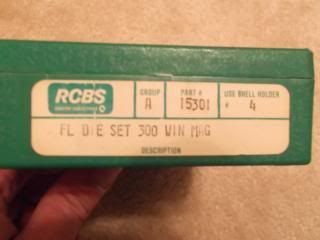 RCBS
GROUP PART # USE SHELL HOLDER
A 15301 # 4
FL DIE SET 300 WIN MAG
DESCRIPTION